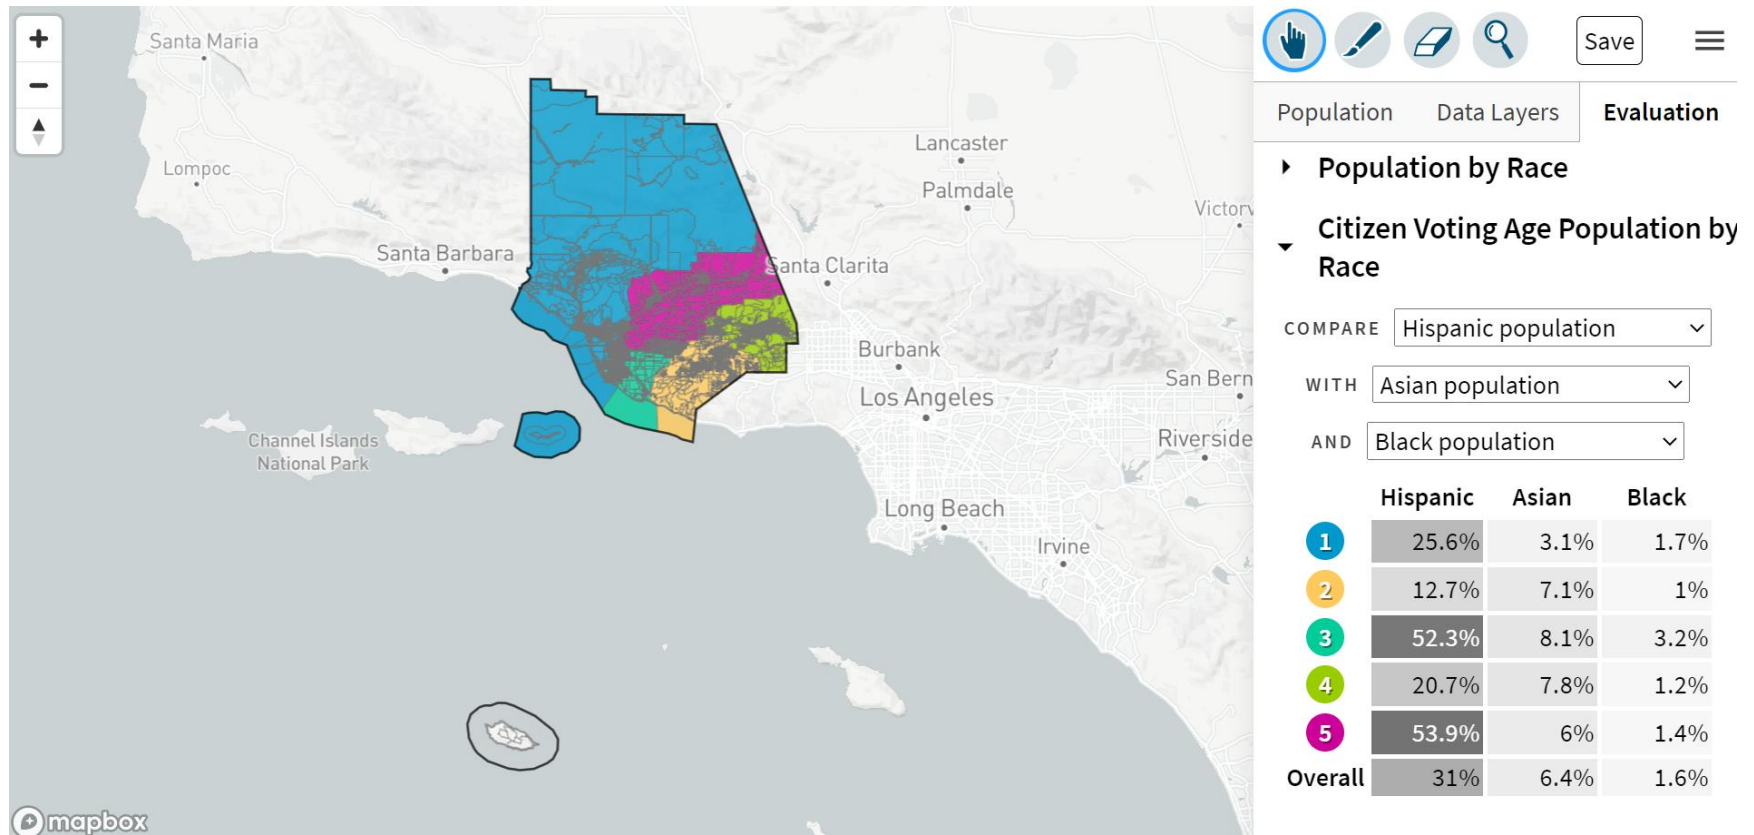 +
−
Santa Maria
Lompoc
Santa Barbara
Lancaster
Palmdale
Victorv
Santa Clarita
Burbank
Los Angeles
San Bern
Riverside
Channel Islands
National Park
Long Beach
Irvine
mapbox
Save
Population Data Layers Evaluation
Population by Race
Citizen Voting Age Population by
Race
COMPARE Hispanic population
WITH Asian population
AND Black population
Hispanic Asian Black
1 25.6% 3.1% 1.7%
2 12.7% 7.1% 1%
3 52.3% 8.1% 3.2%
4 20.7% 7.8% 1.2%
5 53.9% 6% 1.4%
Overall 31% 6.4% 1.6%